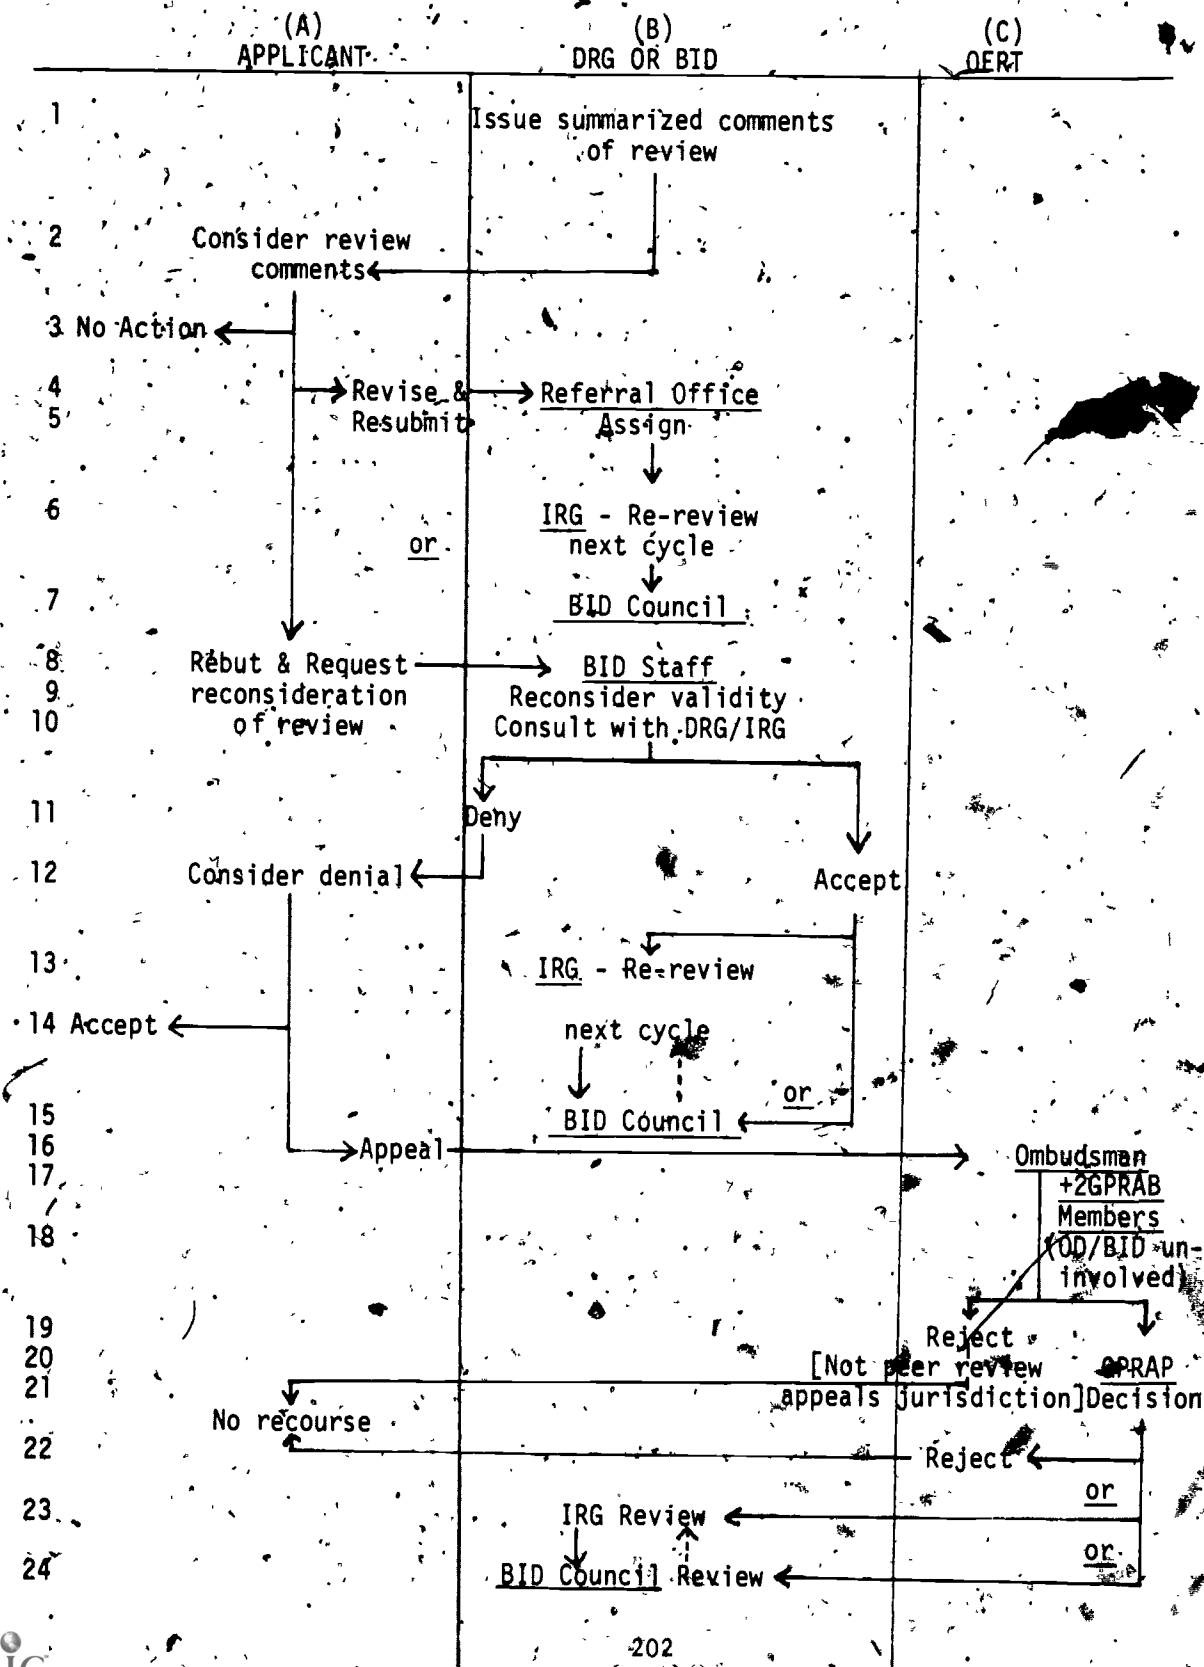 (A) (B) (C)
APPLICANT DRG OR BID OERT
1 Issue summarized comments
of review
2 Consider review
comments
3 No Action
4 Revise & Referral Office
5 Resubmit Assign
6 IRG - Re-review
or next cycle
7 BID Council
8 Rebut & Request BID Staff
9 reconsideration Reconsider validity
10 of review Consult with DRG/IRG
11 Deny
12 Consider denial Accept
13 IRG - Re-review
14 Accept next cycle
or
15 BID Council
16 Appeal Ombudsman
17 +2GPRAB
Members
18 (OD/BID un-
involved)
19 Reject
20 [Not peer review GPRAP
21 appeals jurisdiction] Decision
No recourse
22 Reject
or
23 IRG Review
or
24 BID Council Review
202